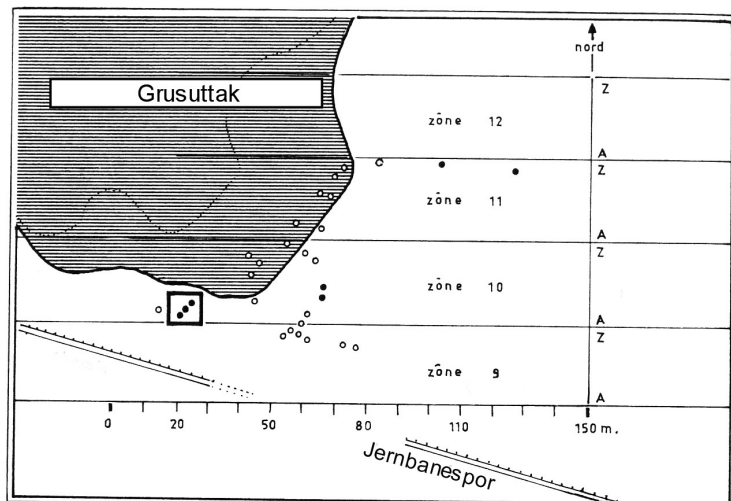 nord
Grusuttak
Z
zône 12
A
Z
zône 11
A
Z
zône 10
A
Z
zône 9
A
0 20 50 80 110 150 m.
Jernbanespor